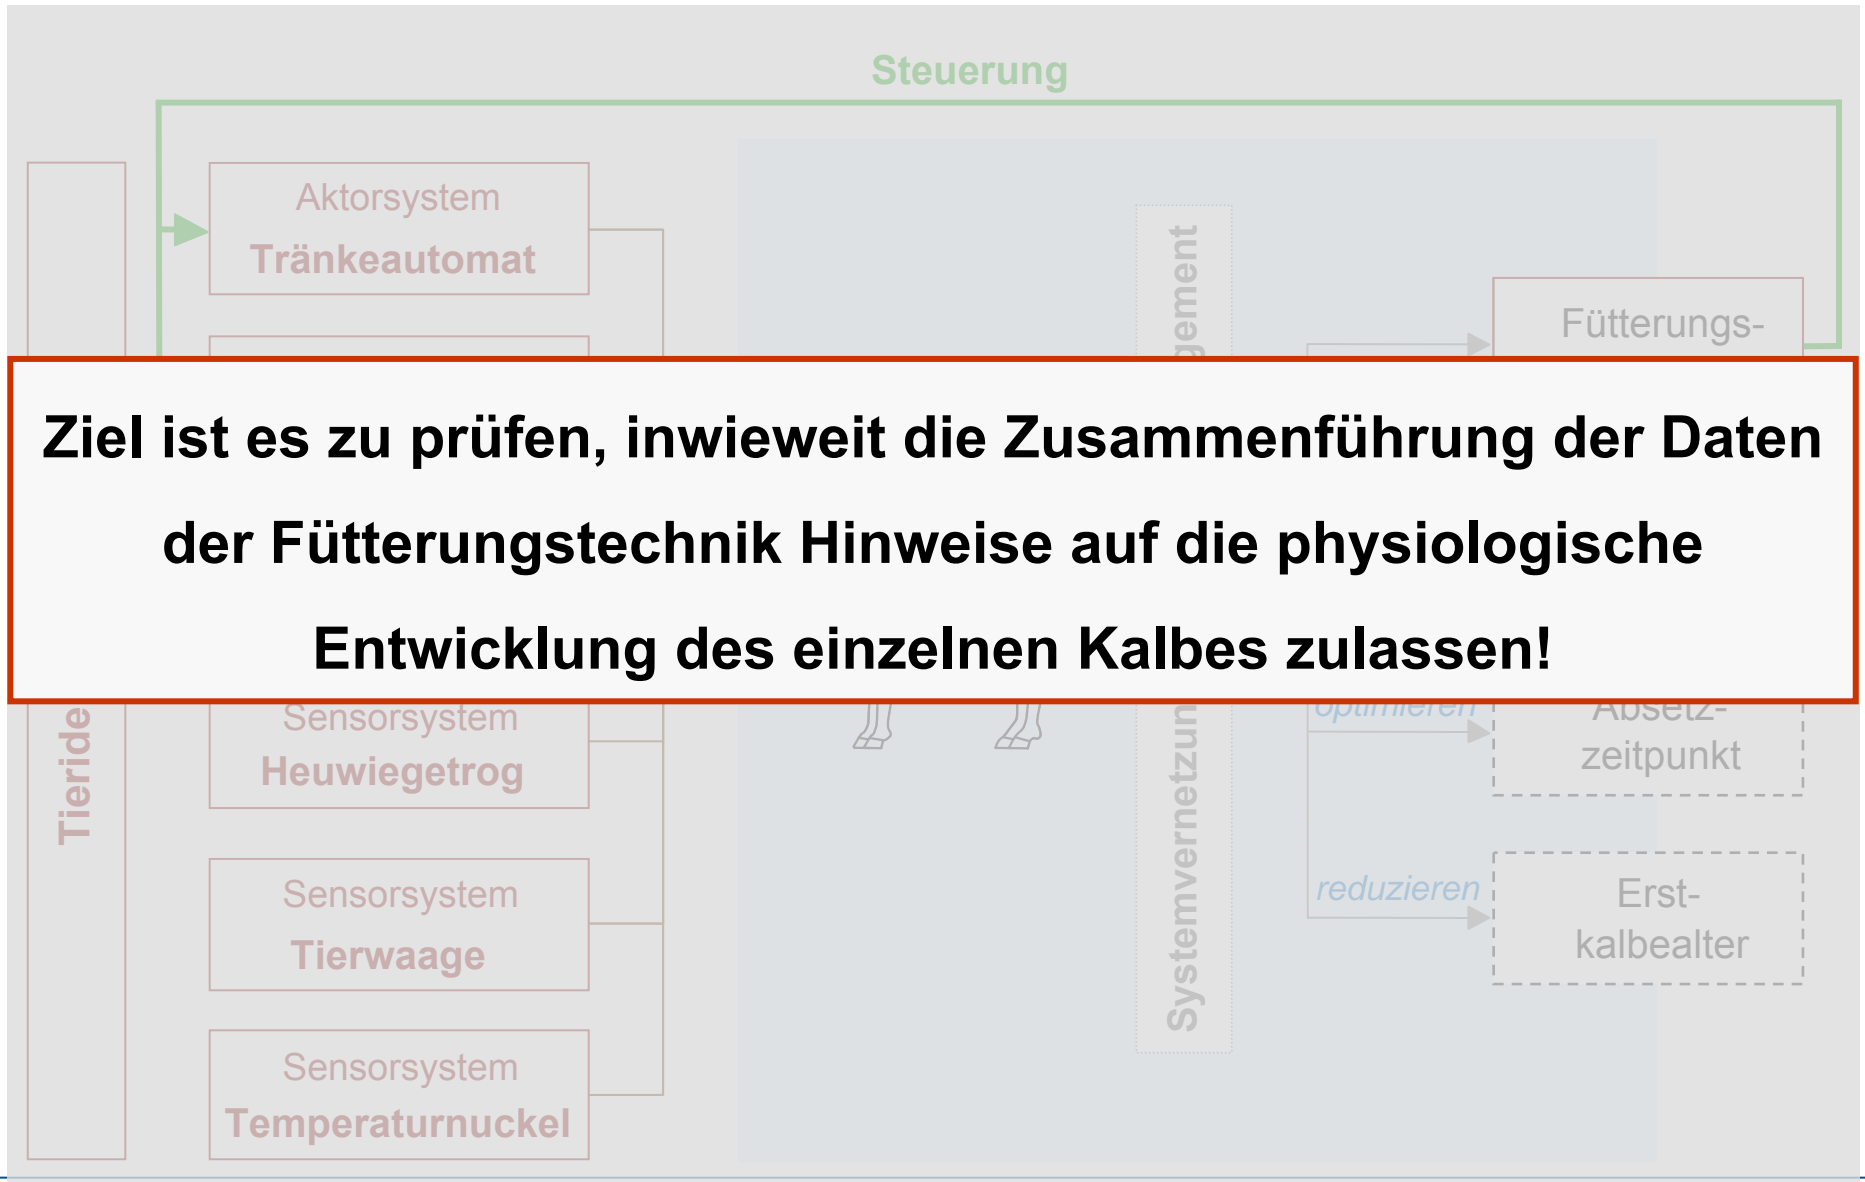 Steuerung
Aktorsystem
Tränkeautomat
Fütterungs-
Ziel ist es zu prüfen, inwieweit die Zusammenführung der Daten
der Fütterungstechnik Hinweise auf die physiologische
Entwicklung des einzelnen Kalbes zulassen!
Tieride
Sensorsystem
Heuwiegetrog
Sensorsystem
Tierwaage
Sensorsystem
Temperaturnuckel
gement
Systemvernetzun
optimieren
Absetz-
zeitpunkt
reduzieren
Erst-
kalbealter